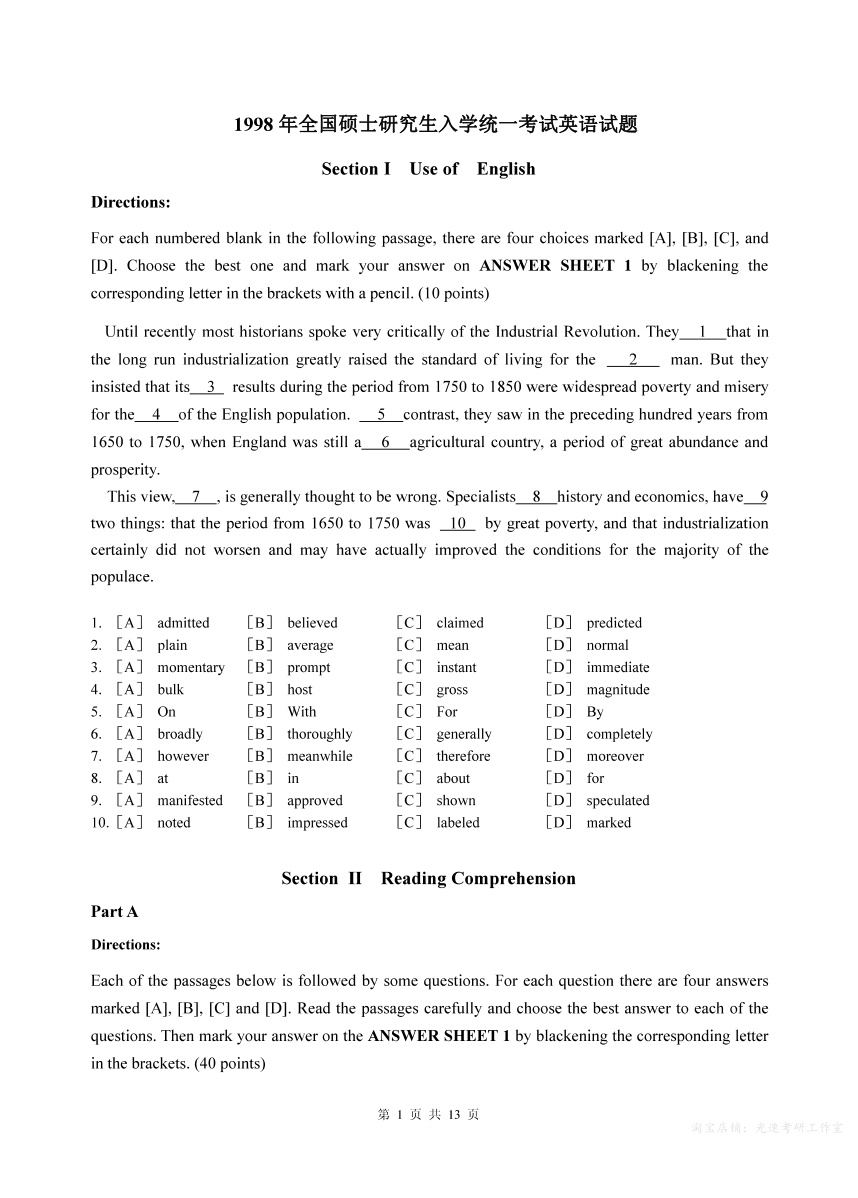 1998 年全国硕士研究生入学统一考试英语试题
Section I Use of English
Directions:
For each numbered blank in the following passage, there are four choices marked [A], [B], [C], and
[D]. Choose the best one and mark your answer on ANSWER SHEET 1 by blackening the
corresponding letter in the brackets with a pencil. (10 points)
Until recently most historians spoke very critically of the Industrial Revolution. They 1 that in
the long run industrialization greatly raised the standard of living for the 2 man. But they
insisted that its 3 results during the period from 1750 to 1850 were widespread poverty and misery
for the 4 of the English population. 5 contrast, they saw in the preceding hundred years from
1650 to 1750, when England was still a 6 agricultural country, a period of great abundance and
prosperity.
This view, 7 , is generally thought to be wrong. Specialists 8 history and economics, have 9
two things: that the period from 1650 to 1750 was 10 by great poverty, and that industrialization
certainly did not worsen and may have actually improved the conditions for the majority of the
populace.
1. ［A］ admitted ［B］ believed ［C］ claimed ［D］ predicted
2. ［A］ plain ［B］ average ［C］ mean ［D］ normal
3. ［A］ momentary ［B］ prompt ［C］ instant ［D］ immediate
4. ［A］ bulk ［B］ host ［C］ gross ［D］ magnitude
5. ［A］ On ［B］ With ［C］ For ［D］ By
6. ［A］ broadly ［B］ thoroughly ［C］ generally ［D］ completely
7. ［A］ however ［B］ meanwhile ［C］ therefore ［D］ moreover
8. ［A］ at ［B］ in ［C］ about ［D］ for
9. ［A］ manifested ［B］ approved ［C］ shown ［D］ speculated
10.［A］ noted ［B］ impressed ［C］ labeled ［D］ marked
Section II Reading Comprehension
Part A
Directions:
Each of the passages below is followed by some questions. For each question there are four answers
marked [A], [B], [C] and [D]. Read the passages carefully and choose the best answer to each of the
questions. Then mark your answer on the ANSWER SHEET 1 by blackening the corresponding letter
in the brackets. (40 points)
第 1 页 共 13 页
淘宝店铺：光速考研工作室